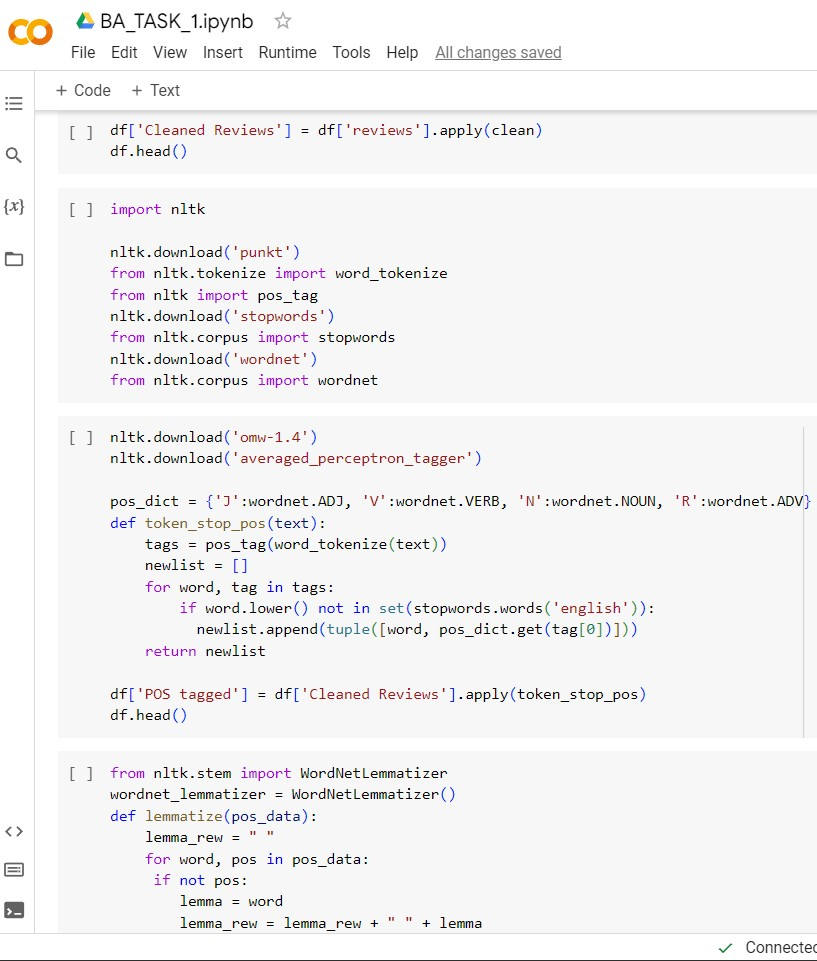 BA_TASK_1.ipynb
File Edit View Insert Runtime Tools Help All changes saved
+ Code + Text
[ ] df['Cleaned Reviews'] = df['reviews'].apply(clean)
df.head()
[ ] import nltk
nltk.download('punkt')
from nltk.tokenize import word_tokenize
from nltk import pos_tag
nltk.download('stopwords')
from nltk.corpus import stopwords
nltk.download('wordnet')
from nltk.corpus import wordnet
[ ] nltk.download('omw-1.4')
nltk.download('averaged_perceptron_tagger')
pos_dict = {'J':wordnet.ADJ, 'V':wordnet.VERB, 'N':wordnet.NOUN, 'R':wordnet.ADV}
def token_stop_pos(text):
tags = pos_tag(word_tokenize(text))
newlist = []
for word, tag in tags:
if word.lower() not in set(stopwords.words('english')):
newlist.append(tuple([word, pos_dict.get(tag[0])]))
return newlist
df['POS tagged'] = df['Cleaned Reviews'].apply(token_stop_pos)
df.head()
[ ] from nltk.stem import WordNetLemmatizer
wordnet_lemmatizer = WordNetLemmatizer()
def lemmatize(pos_data):
lemma_rew = " "
for word, pos in pos_data:
if not pos:
lemma = word
lemma_rew = lemma_rew + " " + lemma
Connected